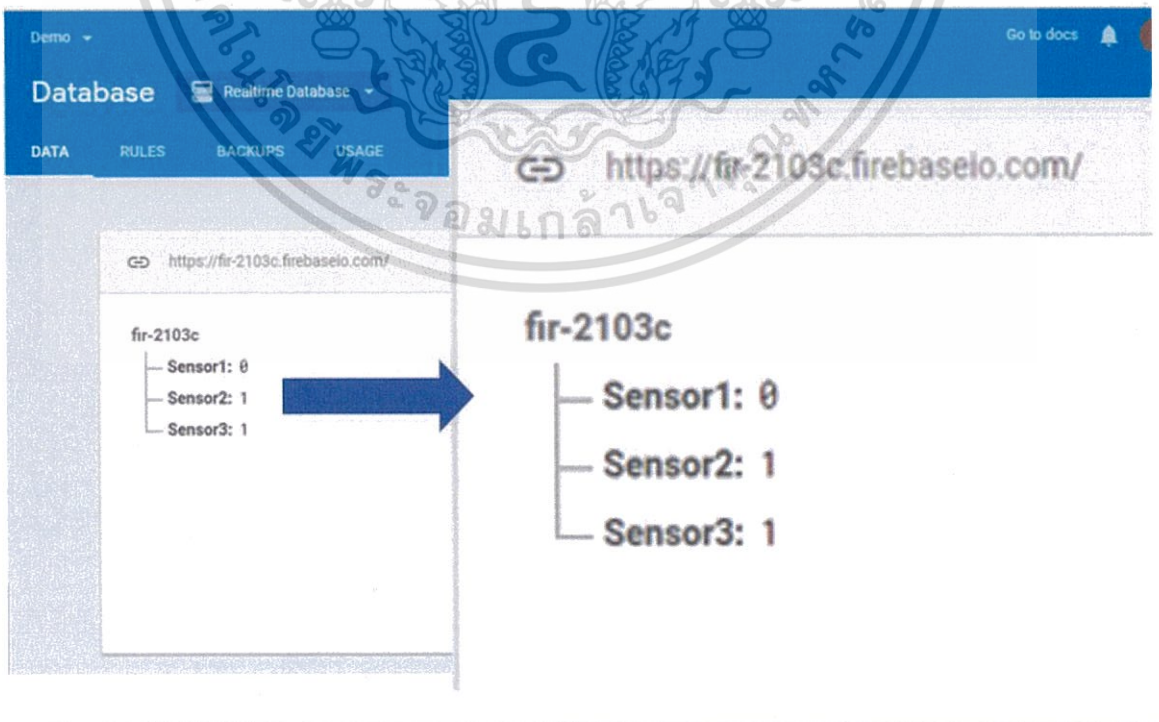 Demo
Go to docs
Database
Realtime Database
DATA RULES BACKUPS USAGE
https://fir-2103c.firebaseio.com/
https://fir-2103c.firebaseio.com/
fir-2103c
Sensor1: 0
Sensor2: 1
Sensor3: 1
fir-2103c
Sensor1: 0
Sensor2: 1
Sensor3: 1